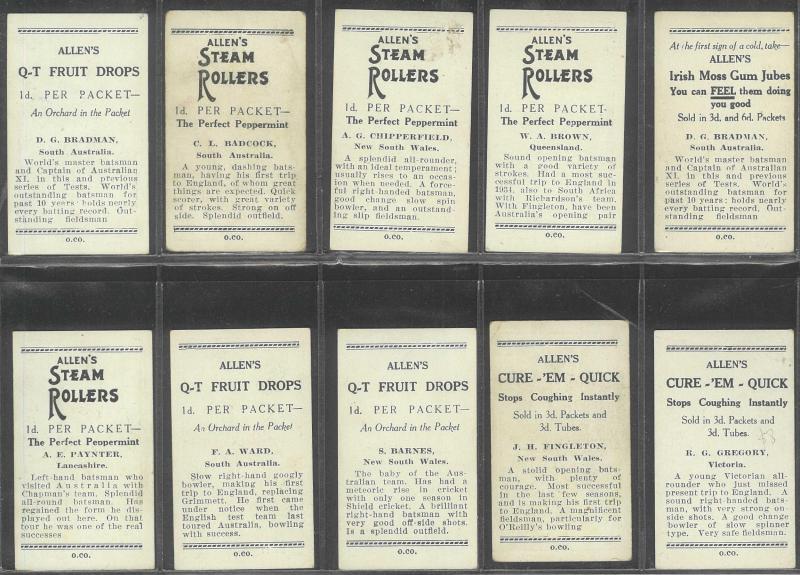 ALLEN'S
Q-T FRUIT DROPS
1d. PER PACKET—
An Orchard in the Packet
D. G. BRADMAN,
South Australia.
World's master batsman
and Captain of Australian
XI. in this and previous
series of Tests. World's
outstanding batsman for
past 10 years: holds nearly
every batting record. Out-
standing fieldsman
O.CO.
ALLEN'S
STEAM
ROLLERS
1d. PER PACKET—
The Perfect Peppermint
C. L. BADCOCK,
South Australia.
A young, dashing bats-
man, having his first trip
to England, of whom great
things are expected. Quick
scorer, with great variety
of strokes. Strong on off
side. Splendid outfield.
O.CO.
ALLEN'S
STEAM
ROLLERS
1d. PER PACKET—
The Perfect Peppermint
A. G. CHIPPERFIELD,
New South Wales.
A splendid all-rounder,
with an ideal temperament;
usually rises to an occas-
ion when needed. A force-
ful right handed batsman,
good change slow spin
bowler, and an outstand-
ing slip fieldsman.
O.CO.
ALLEN'S
STEAM
ROLLERS
1d. PER PACKET-
The Perfect Peppermint
W. A. BROWN,
Queensland.
Sound opening batsman
with a good variety of
strokes. Had a most suc-
cessful trip to England in
1934, also to South Africa
with Richardson's team.
With Fingleton, have been
Australia's opening pair
O.CO.
At the first sign of a cold, take—
ALLEN'S
Irish Moss Gum Jubes
You can FEEL them doing
you good
Sold in 3d. and 6d. Packets
D. G. BRADMAN,
South Australia.
World's master batsman
and Captain of Australian
XI. in this and previous
series of Tests. World's
outstanding batsman for
past 10 years: holds nearly
every batting record. Out-
standing fieldsman
O.CO.
ALLEN'S
STEAM
ROLLERS
1d. PER PACKET—
The Perfect Peppermint
A. E. PAYNTER,
Lancashire.
Left-hand batsman who
visited Australia with
Chapman's team. Splendid
all-round batsman. Has
regained the form he dis-
played out here. On that
tour he was one of the real
successes
O.CO.
ALLEN'S
Q-T FRUIT DROPS
1d. PER PACKET—
An Orchard in the Packet
F. A. WARD,
South Australia.
Slow right-hand googly
bowler, making his first
trip to England, replacing
Grimmett. He first came
under notice when the
English test team last
toured Australia, bowling
with success.
O.CO.
ALLEN'S
Q-T FRUIT DROPS
1d. PER PACKET—
An Orchard in the Packet
S. BARNES,
New South Wales.
The baby of the Aus-
tralian team. Has had a
meteoric rise in cricket
with only one season in
Shield cricket. A brilliant
right-hand batsman with
very good off-side shots.
Is a splendid outfield.
O.CO.
ALLEN'S
CURE-'EM-QUICK
Stops Coughing Instantly
Sold in 3d. Packets and
3d. Tubes.
J. H. FINGLETON,
New South Wales.
A stolid opening bats-
man, with plenty of
courage. Most successful
in the last few seasons,
and is making his first trip
to England. A magnificent
fieldsman, particularly for
O'Reilly's bowling
O.CO.
ALLEN'S
CURE-'EM-QUICK
Stops Coughing Instantly
Sold in 3d. Packets and
3d. Tubes.
R. G. GREGORY,
Victoria.
A young Victorian all-
rounder who just missed
present trip to England. A
sound right-handed bats-
man, with very strong on-
side shots. A good change
bowler of slow spinner
type. Very safe fieldsman.
O.CO.